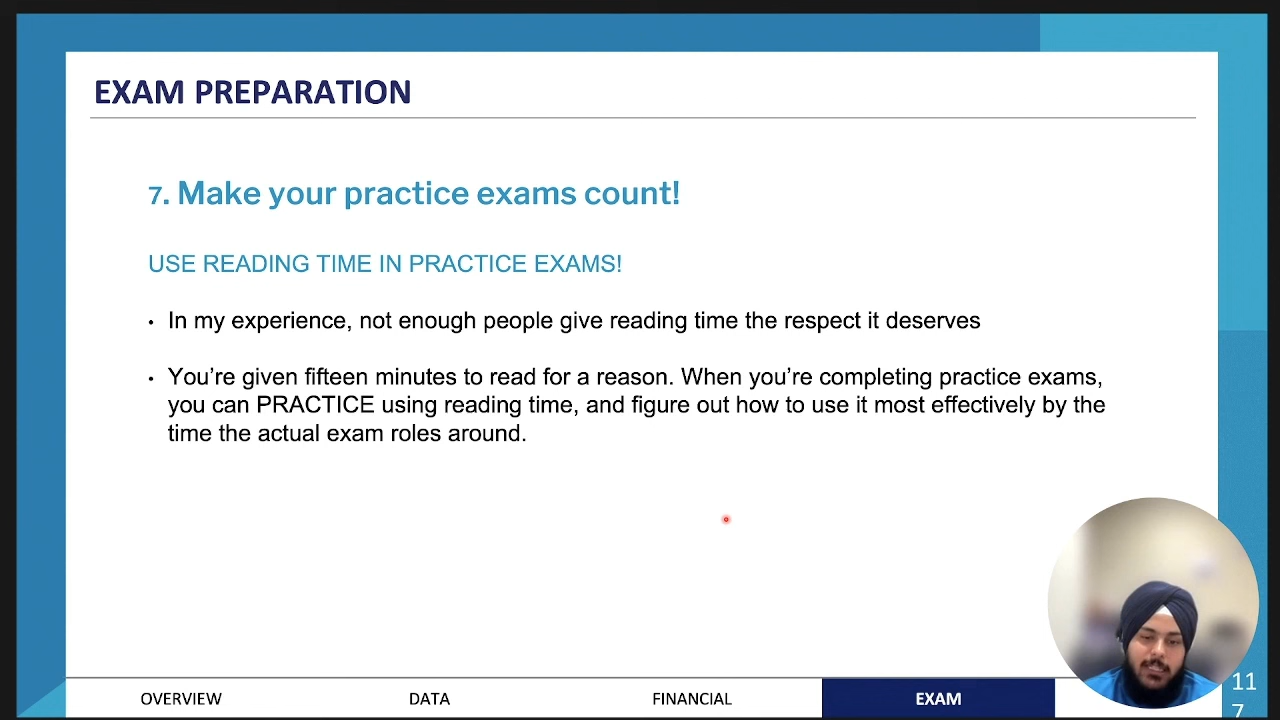 EXAM PREPARATION
7. Make your practice exams count!
USE READING TIME IN PRACTICE EXAMS!
• In my experience, not enough people give reading time the respect it deserves
• You’re given fifteen minutes to read for a reason. When you’re completing practice exams,
you can PRACTICE using reading time, and figure out how to use it most effectively by the
time the actual exam roles around.
OVERVIEW DATA FINANCIAL EXAM
11
7